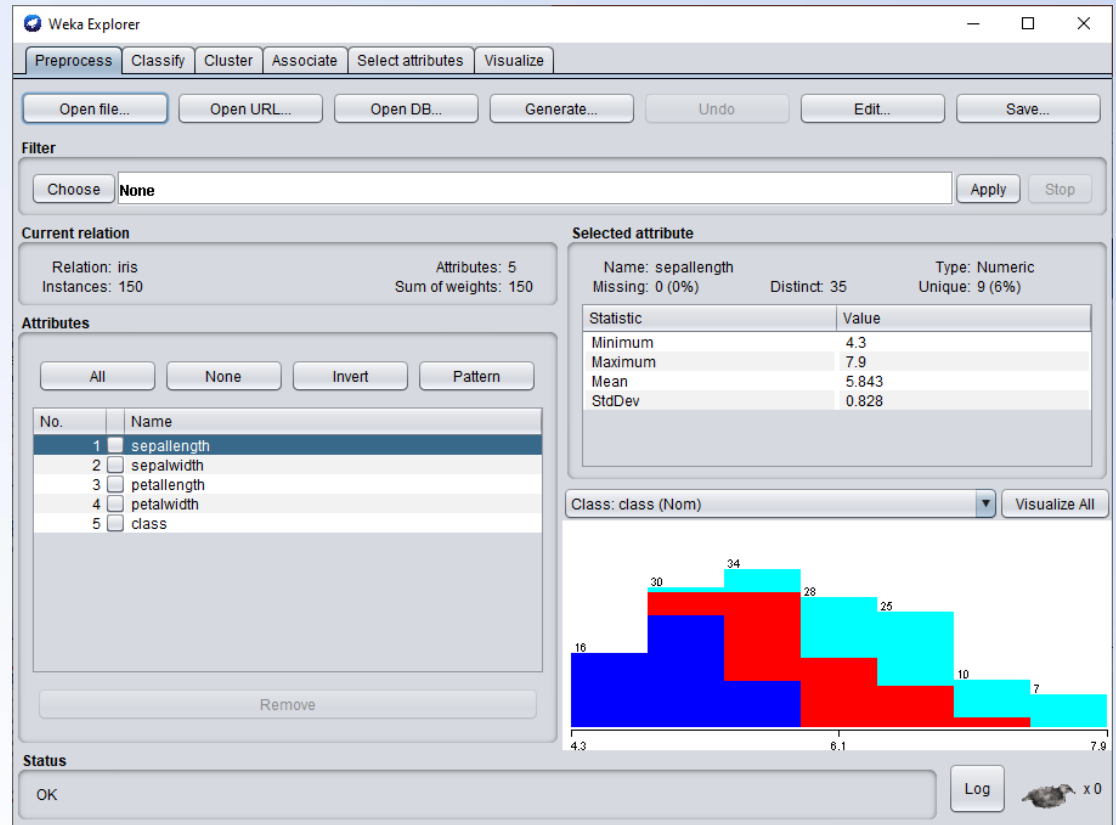 Weka Explorer
Preprocess Classify Cluster Associate Select attributes Visualize
Open file... Open URL... Open DB... Generate... Undo Edit... Save...
Filter
Choose None Apply Stop
Current relation
Relation: iris Attributes: 5
Instances: 150 Sum of weights: 150
Attributes
All None Invert Pattern
No. Name
1 sepallength
2 sepalwidth
3 petallength
4 petalwidth
5 class
Remove
Selected attribute
Name: sepallength Type: Numeric
Missing: 0 (0%) Distinct: 35 Unique: 9 (6%)
Statistic Value
Minimum 4.3
Maximum 7.9
Mean 5.843
StdDev 0.828
Class: class (Nom) Visualize All
16 30 34 28 25 10 7
4.3 6.1 7.9
Status
OK Log x 0